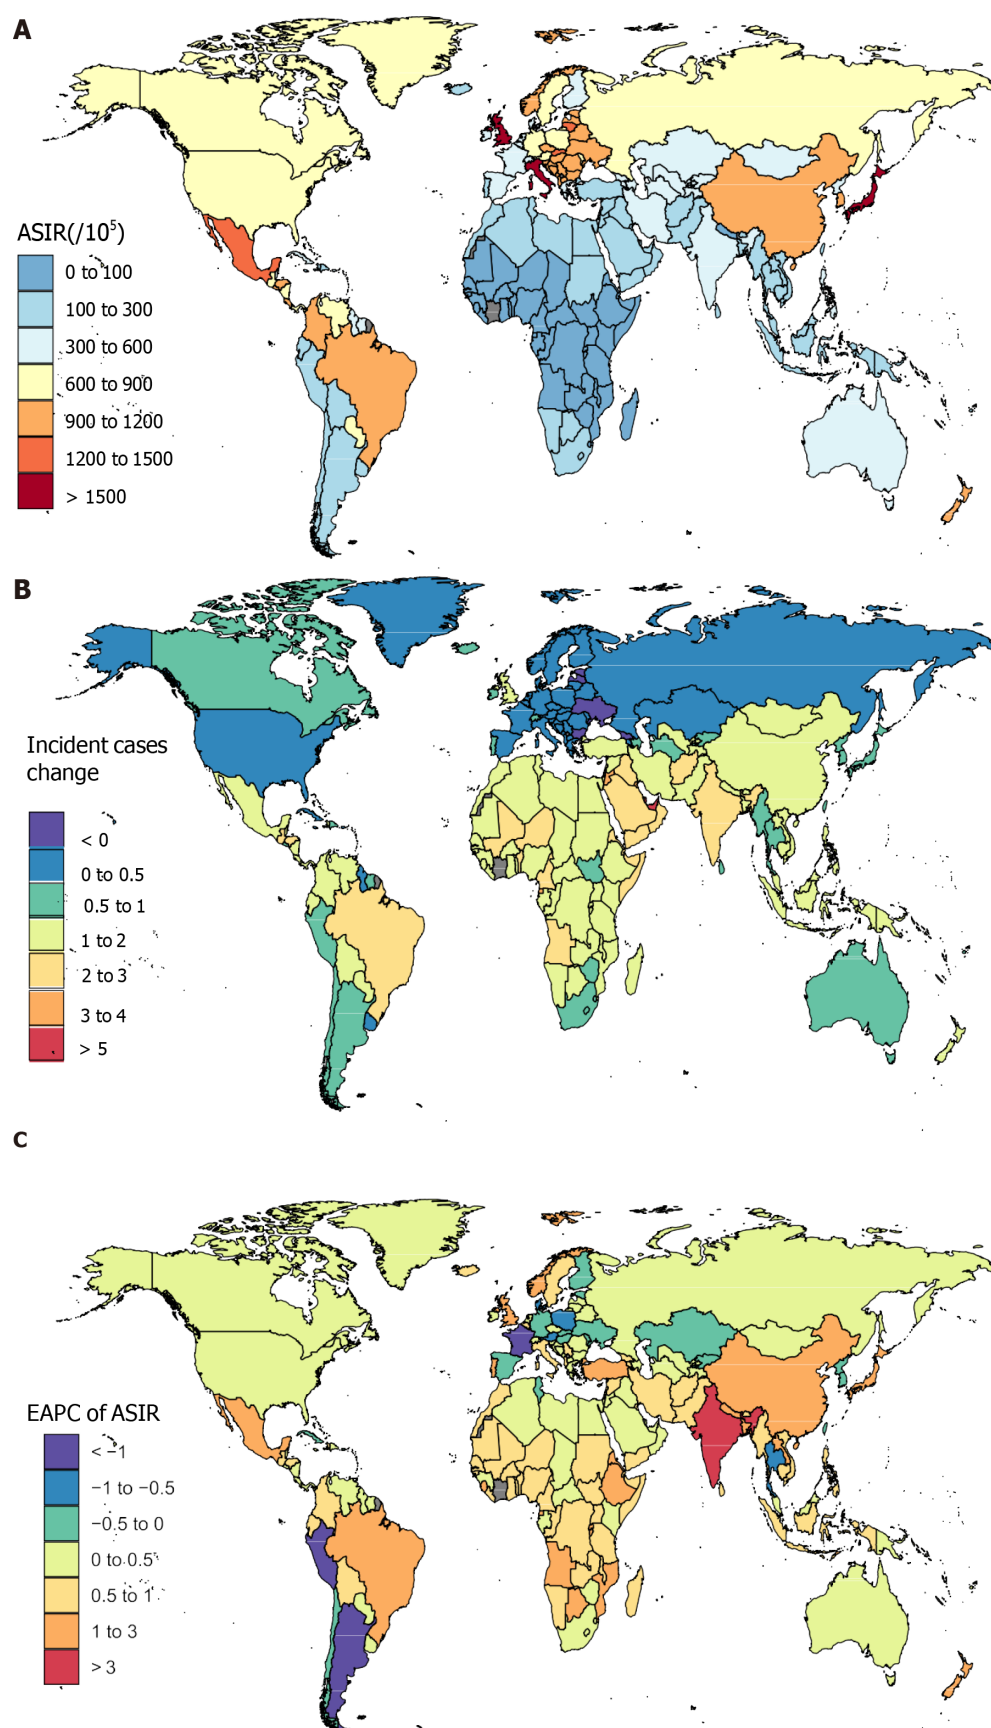 A
ASIR(/10⁵)
0 to 100
100 to 300
300 to 600
600 to 900
900 to 1200
1200 to 1500
> 1500
B
Incident cases
change
< 0
0 to 0.5
0.5 to 1
1 to 2
2 to 3
3 to 4
> 5
C
EAPC of ASIR
< −1
−1 to −0.5
−0.5 to 0
0 to 0.5
0.5 to 1
1 to 3
> 3